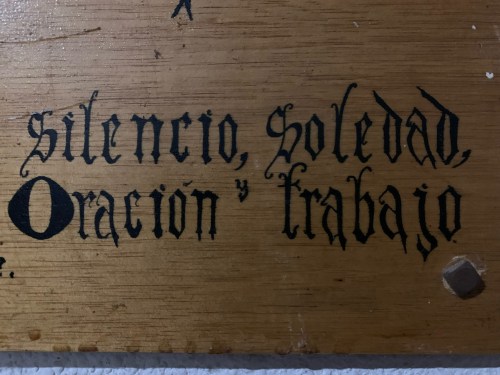 Silencio, Soledad,
Oración y trabajo